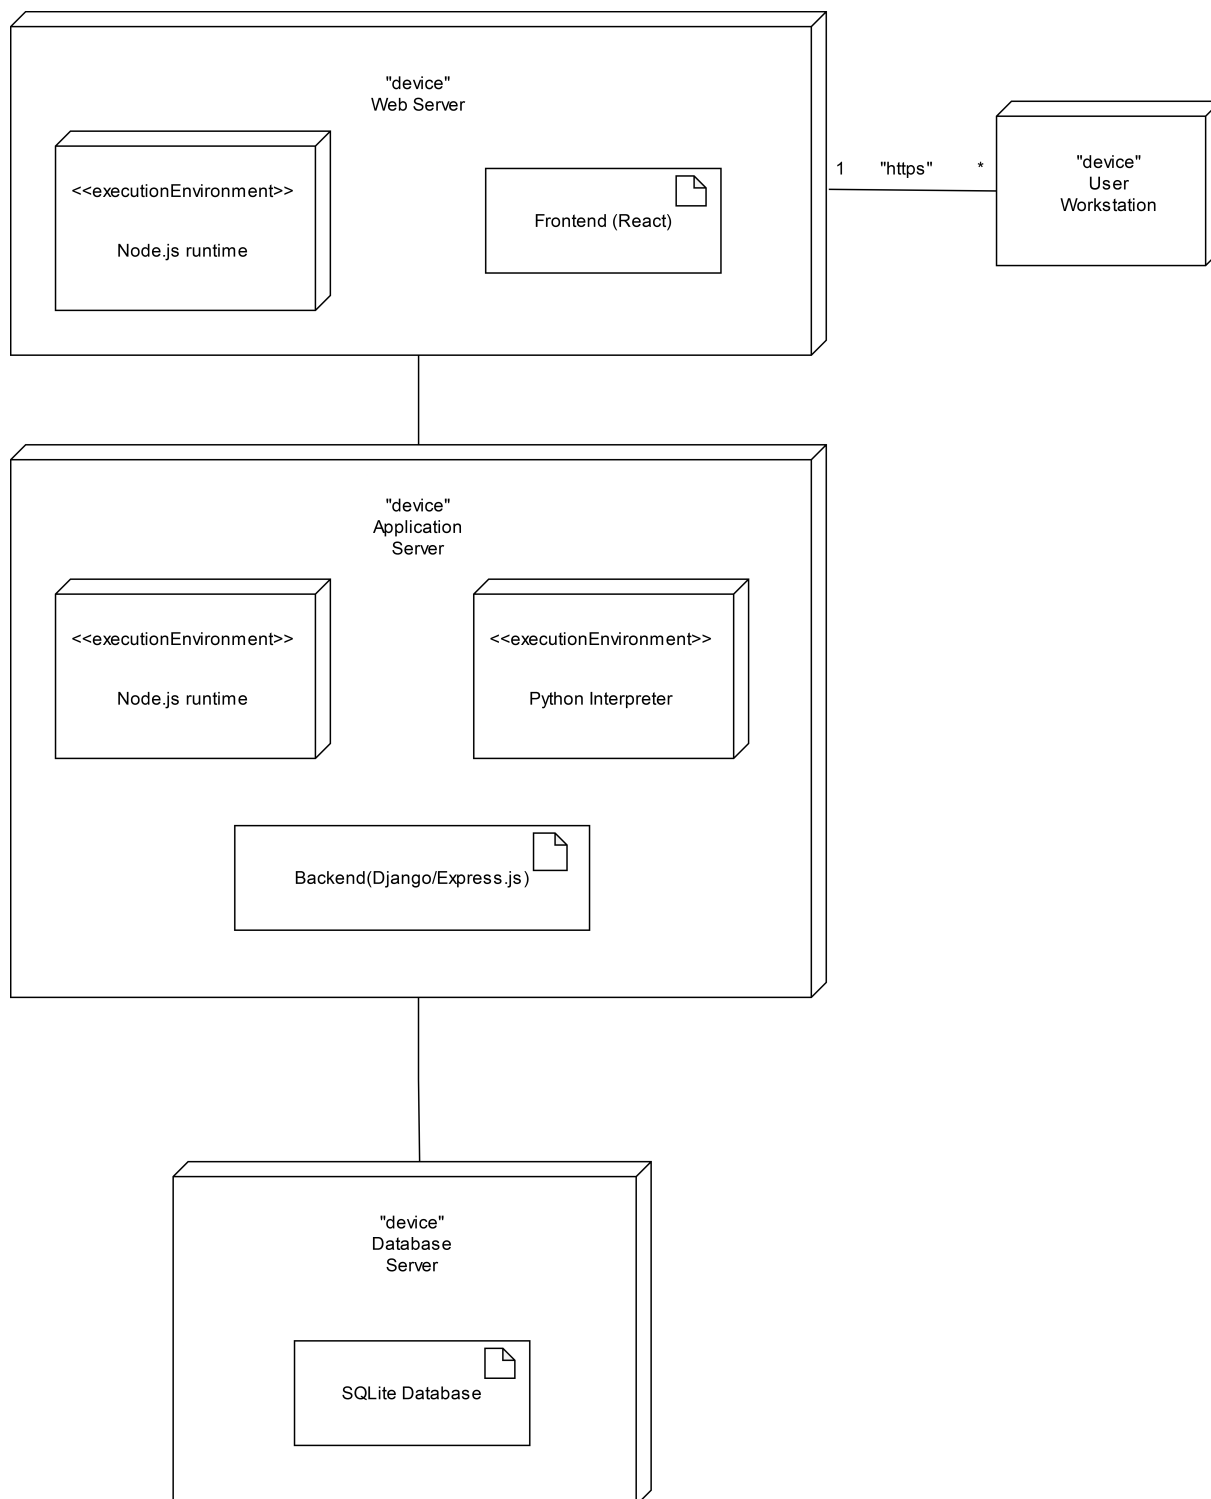 "device"
Web Server
<<executionEnvironment>>
Node.js runtime
Frontend (React)
1 "https" *
"device"
User
Workstation
"device"
Application
Server
<<executionEnvironment>>
Node.js runtime
<<executionEnvironment>>
Python Interpreter
Backend(Django/Express.js)
"device"
Database
Server
SQLite Database